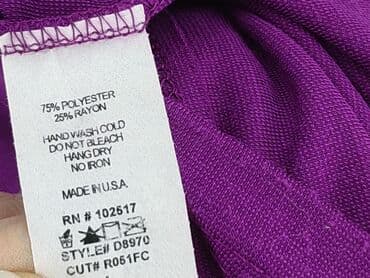 75% POLYESTER
25% RAYON
HAND WASH COLD
DO NOT BLEACH
HANG DRY
NO IRON
MADE IN U.S.A.
RN # 102617
STYLE# D8970
CUT# R051FC